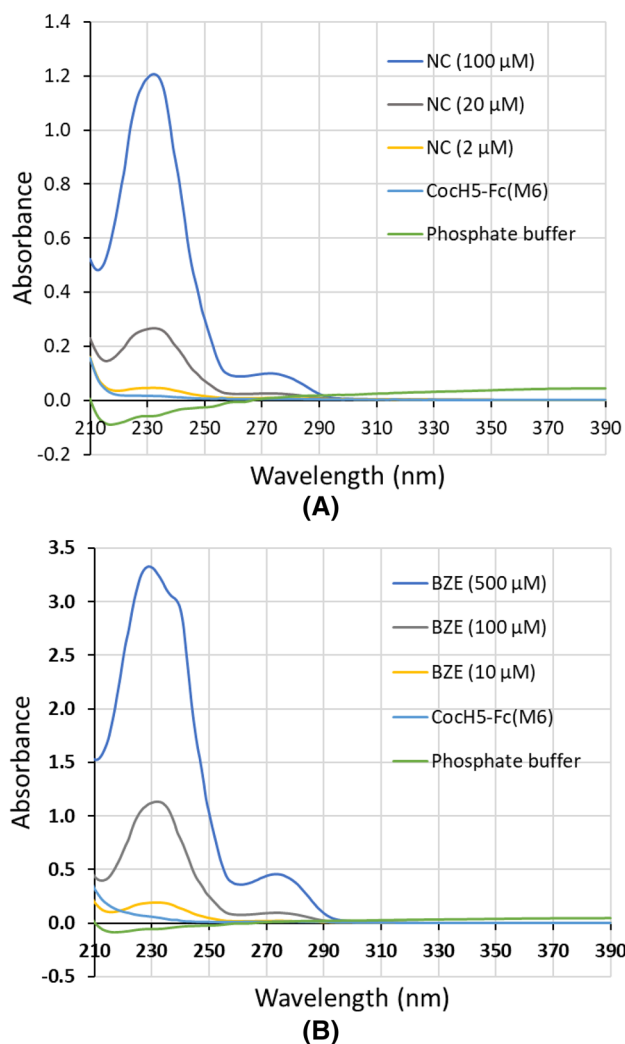 1.4
1.2
1.0
0.8
0.6
0.4
0.2
0.0
-0.2
Absorbance
NC (100 µM)
NC (20 µM)
NC (2 µM)
CocH5-Fc(M6)
Phosphate buffer
210 230 250 270 290 310 330 350 370 390
Wavelength (nm)
(A)
3.5
3.0
2.5
2.0
1.5
1.0
0.5
0.0
-0.5
Absorbance
BZE (500 µM)
BZE (100 µM)
BZE (10 µM)
CocH5-Fc(M6)
Phosphate buffer
210 230 250 270 290 310 330 350 370 390
Wavelength (nm)
(B)